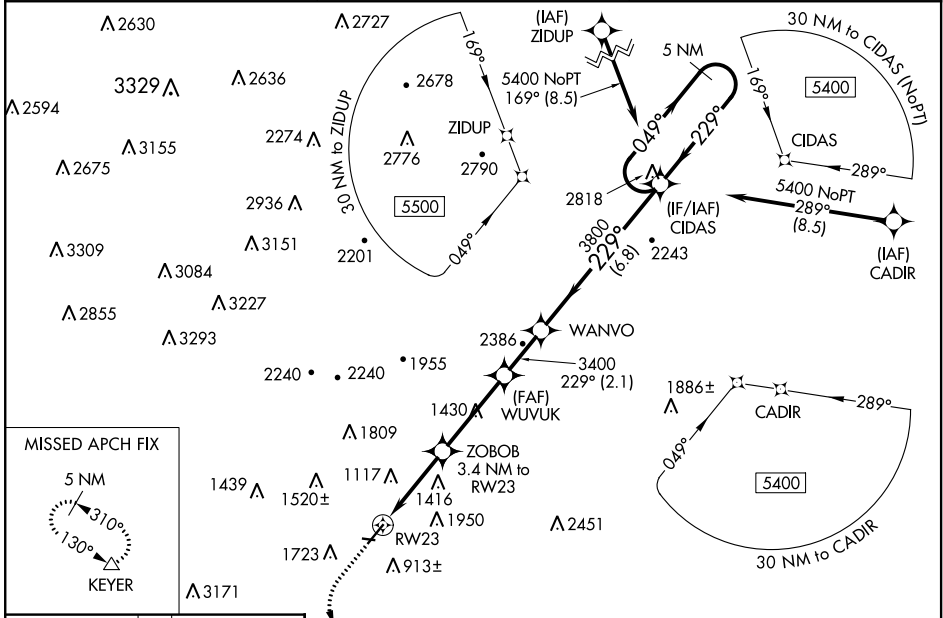 2630
2727
(IAF)
ZIDUP
30 NM to CIDAS (NoPT)
169°
2636
2678
3329
5 NM
5400 NoPT
169° (8.5)
169°
5400
2594
049°
229°
30 NM to ZIDUP
ZIDUP
2274
3155
2776
2790
CIDAS
2675
289°
2818
5400 NoPT
289°
(8.5)
2936
5500
(IF/IAF)
CIDAS
3151
2201
049°
3800
229°
(6.8)
2243
(IAF)
CADIR
3309
3084
3227
2855
3293
WANVO
2386
3400
229° (2.1)
1955
2240
2240
(FAF)
WUVUK
1886±
CADIR
289°
1430
049°
1809
MISSED APCH FIX
5 NM
310°
130°
KEYER
ZOBOB
3.4 NM to
RW23
1117
1439
1520±
1416
5400
1950
2451
RW23
30 NM to CADIR
1723
913±
3171